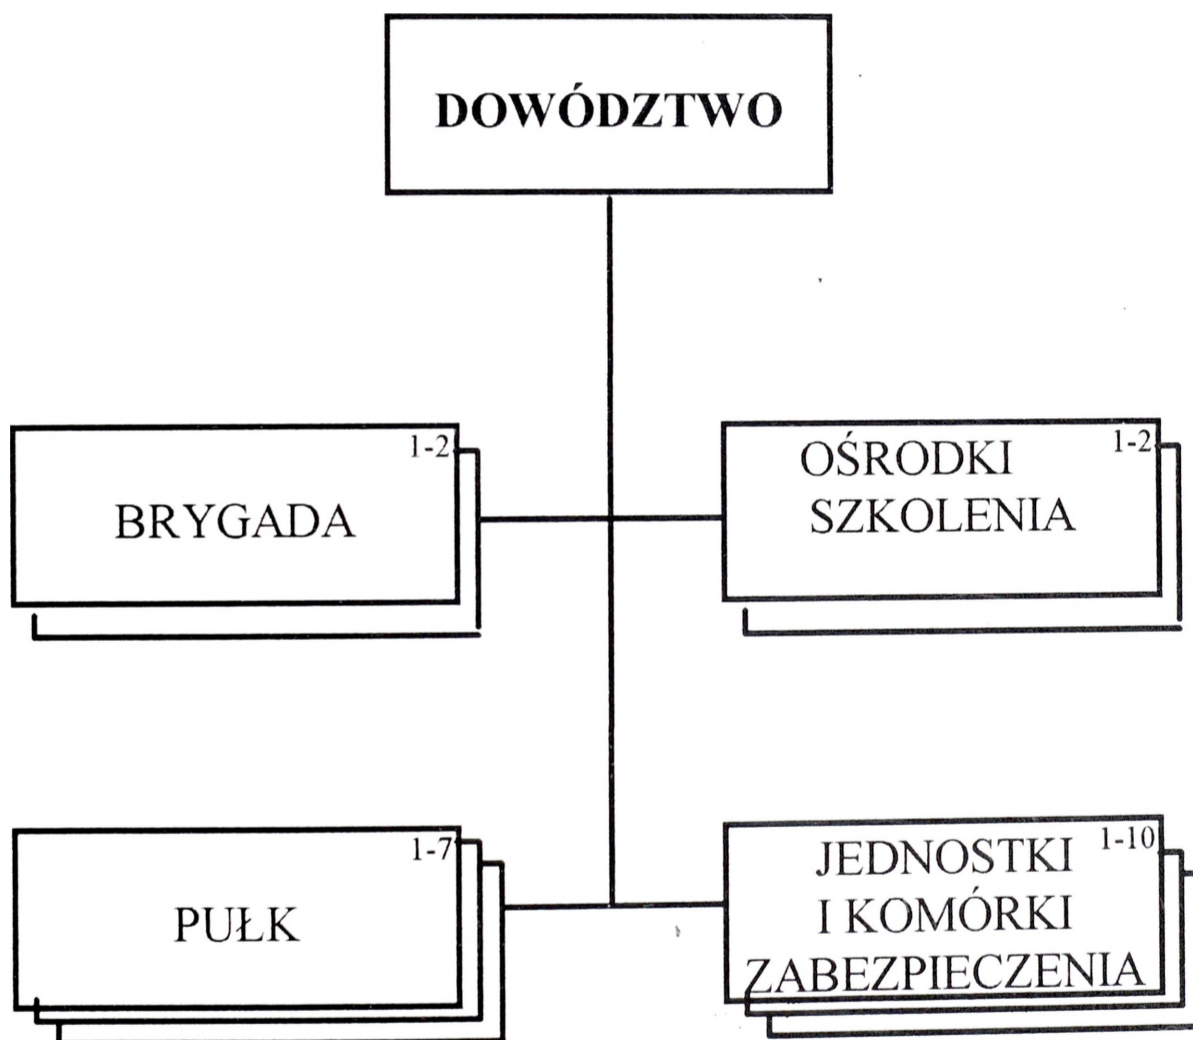 DOWÓDZTWO
1-2
BRYGADA
1-2
OŚRODKI
SZKOLENIA
1-7
PUŁK
1-10
JEDNOSTKI
I KOMÓRKI
ZABEZPIECZENIA